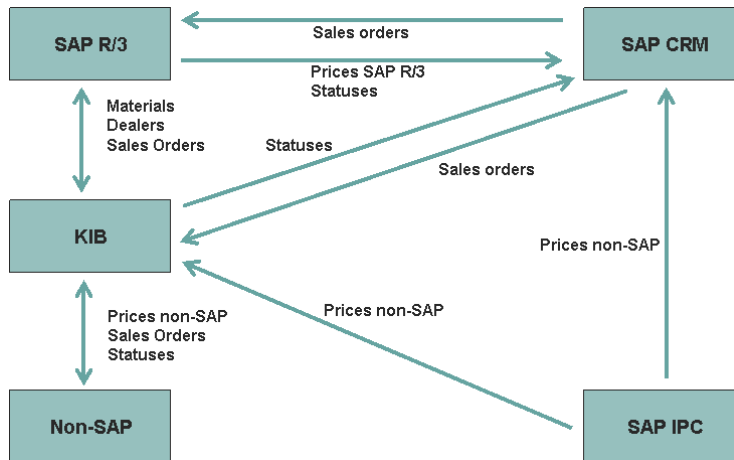 SAP R/3
Sales orders
SAP CRM
Prices SAP R/3
Statuses
Materials
Dealers
Sales Orders
Statuses
Sales orders
KIB
Prices non-SAP
Prices non-SAP
Prices non-SAP
Sales Orders
Statuses
Non-SAP
SAP IPC